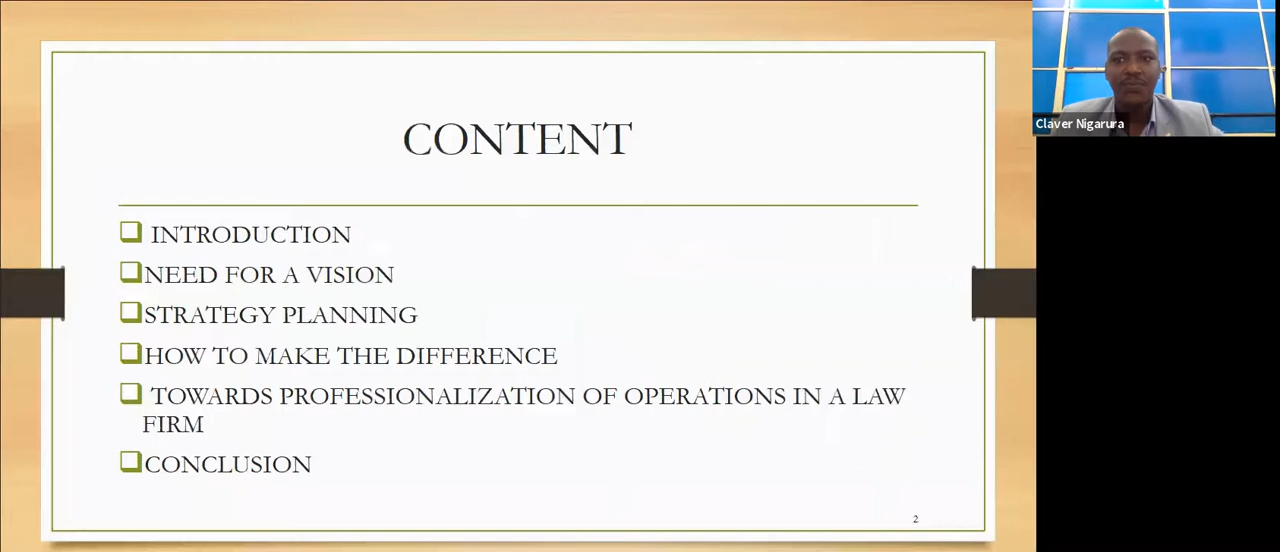 CONTENT
INTRODUCTION
NEED FOR A VISION
STRATEGY PLANNING
HOW TO MAKE THE DIFFERENCE
TOWARDS PROFESSIONALIZATION OF OPERATIONS IN A LAW
FIRM
CONCLUSION
2
Claver Nigarura